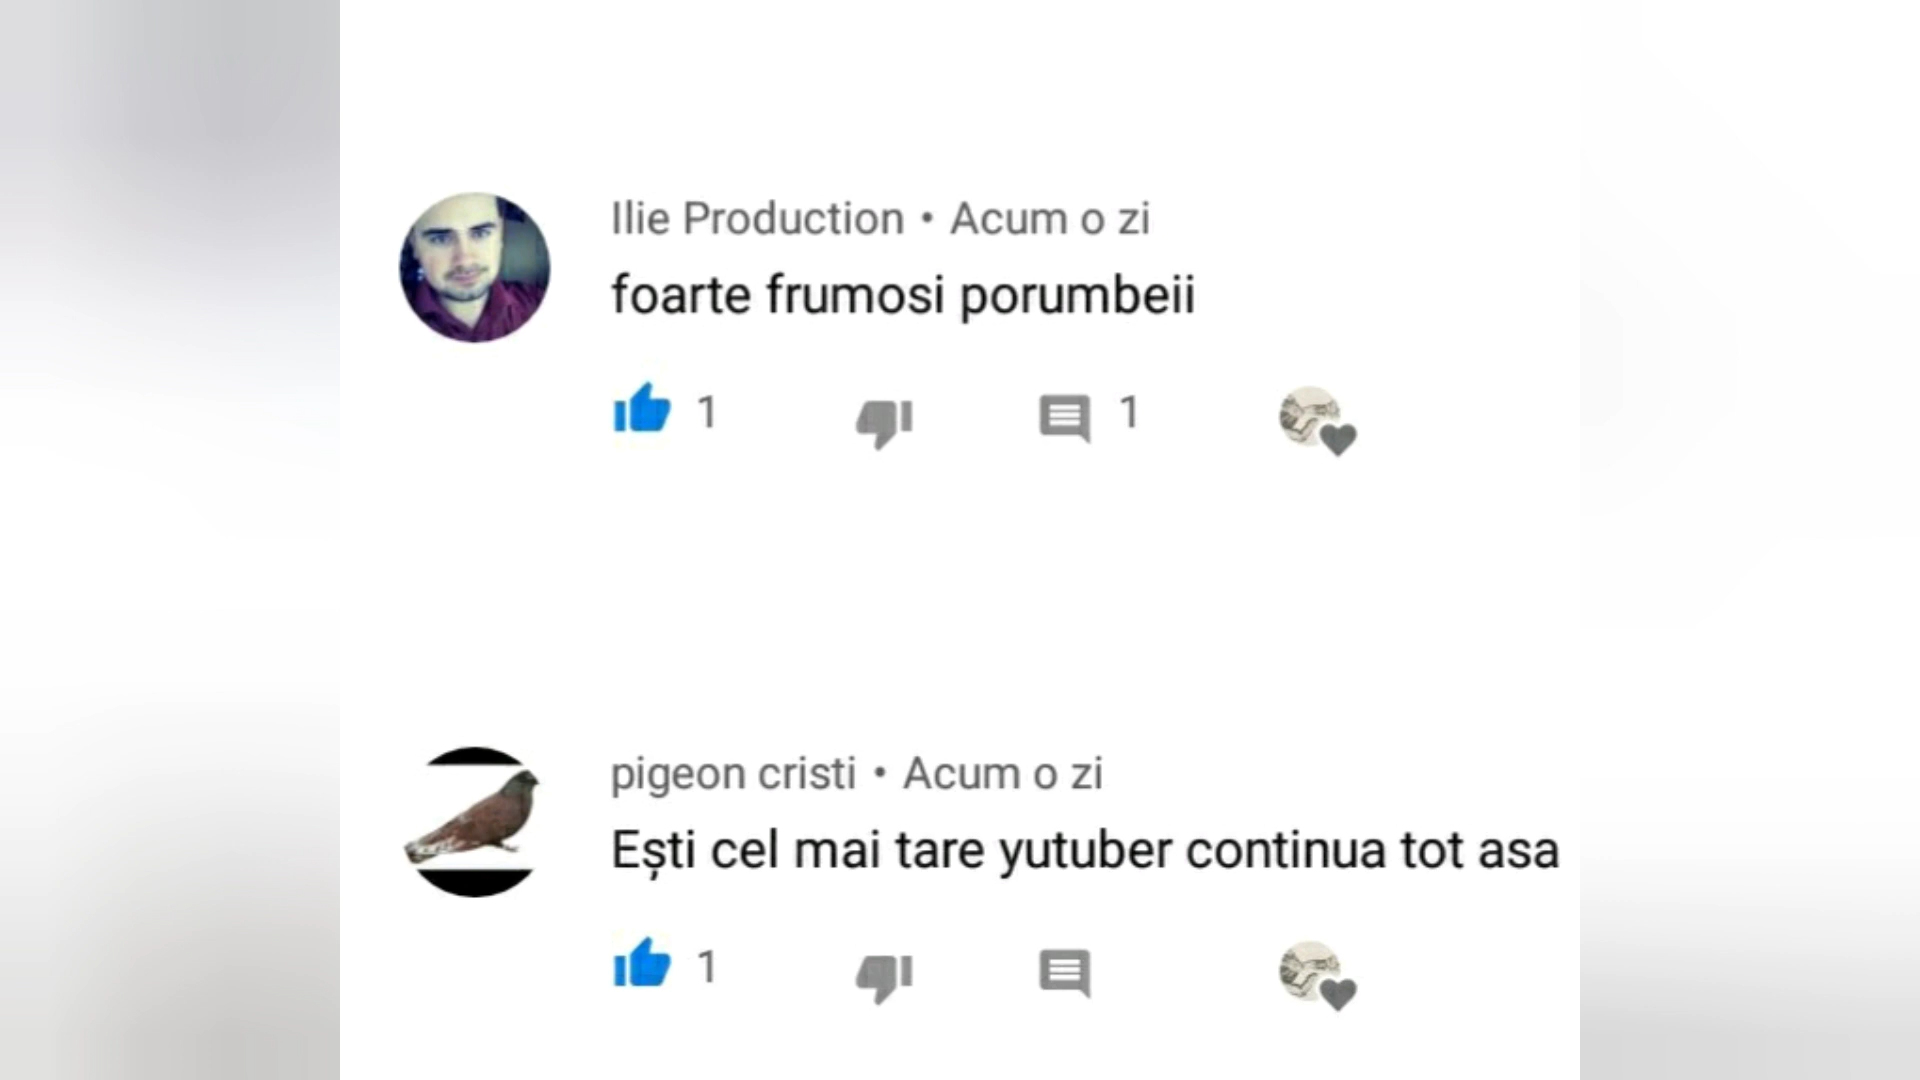 Ilie Production • Acum o zi
foarte frumosi porumbeii
1
1
pigeon cristi • Acum o zi
Ești cel mai tare yutuber continua tot asa
1